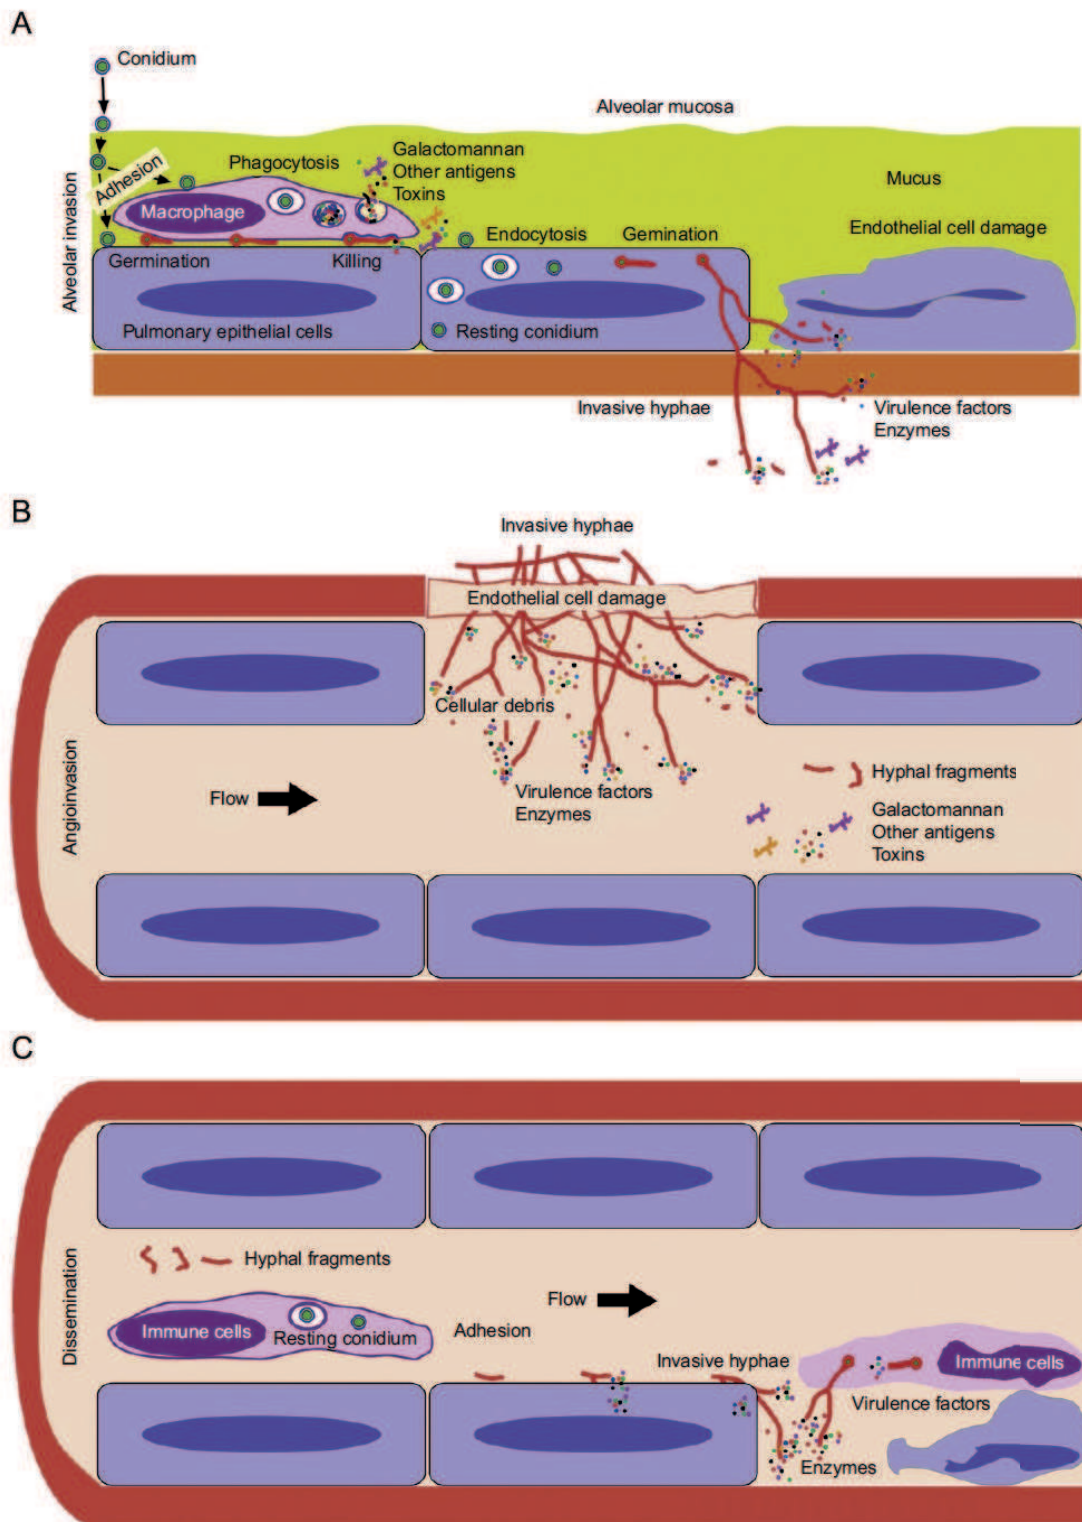 A
Conidium
Alveolar mucosa
Galactomannan
Other antigens
Toxins
Phagocytosis
Adhesion
Mucus
Macrophage
Endothelial cell damage
Endocytosis
Gemination
Germination
Killing
Alveolar invasion
Pulmonary epithelial cells
Resting conidium
Invasive hyphae
Virulence factors
Enzymes
B
Invasive hyphae
Endothelial cell damage
Cellular debris
Angioinvasion
Flow
Virulence factors
Enzymes
Hyphal fragments
Galactomannan
Other antigens
Toxins
C
Dissemination
Hyphal fragments
Flow
Immune cells
Resting conidium
Adhesion
Invasive hyphae
Immune cells
Virulence factors
Enzymes